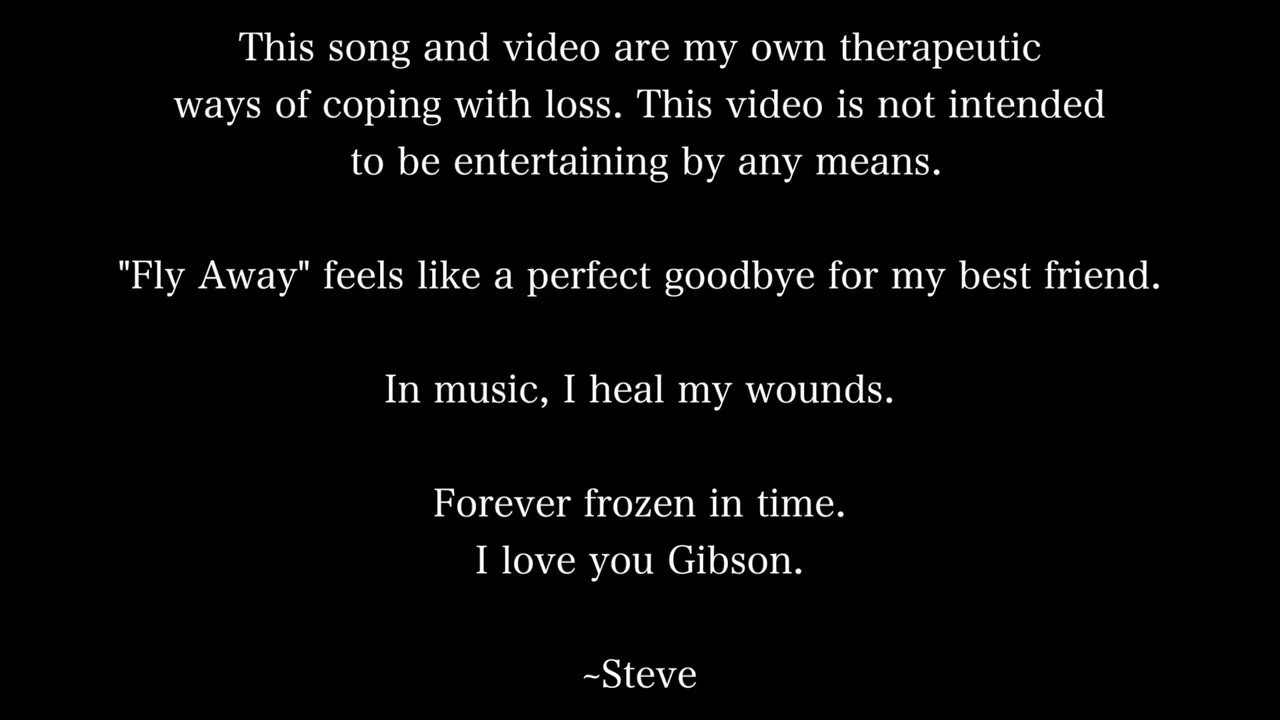 This song and video are my own therapeutic
ways of coping with loss. This video is not intended
to be entertaining by any means.
"Fly Away" feels like a perfect goodbye for my best friend.
In music, I heal my wounds.
Forever frozen in time.
I love you Gibson.
~Steve